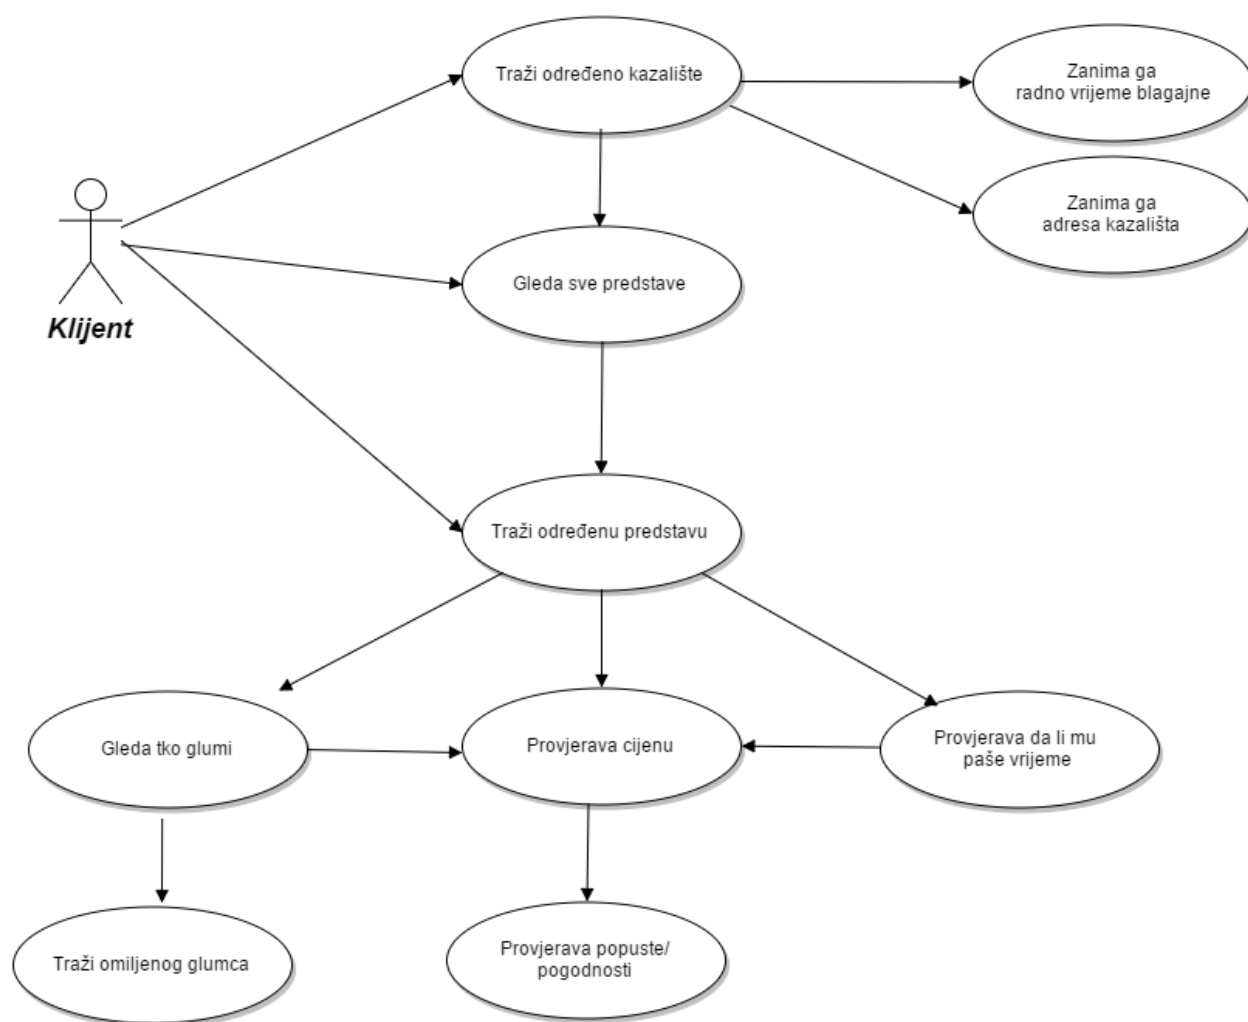 Traži određeno kazalište
Zanima ga
radno vrijeme blagajne
Zanima ga
adresa kazališta
Klijent
Gleda sve predstave
Traži određenu predstavu
Gleda tko glumi
Provjerava cijenu
Provjerava da li mu
paše vrijeme
Traži omiljenog glumca
Provjerava popuste/
pogodnosti